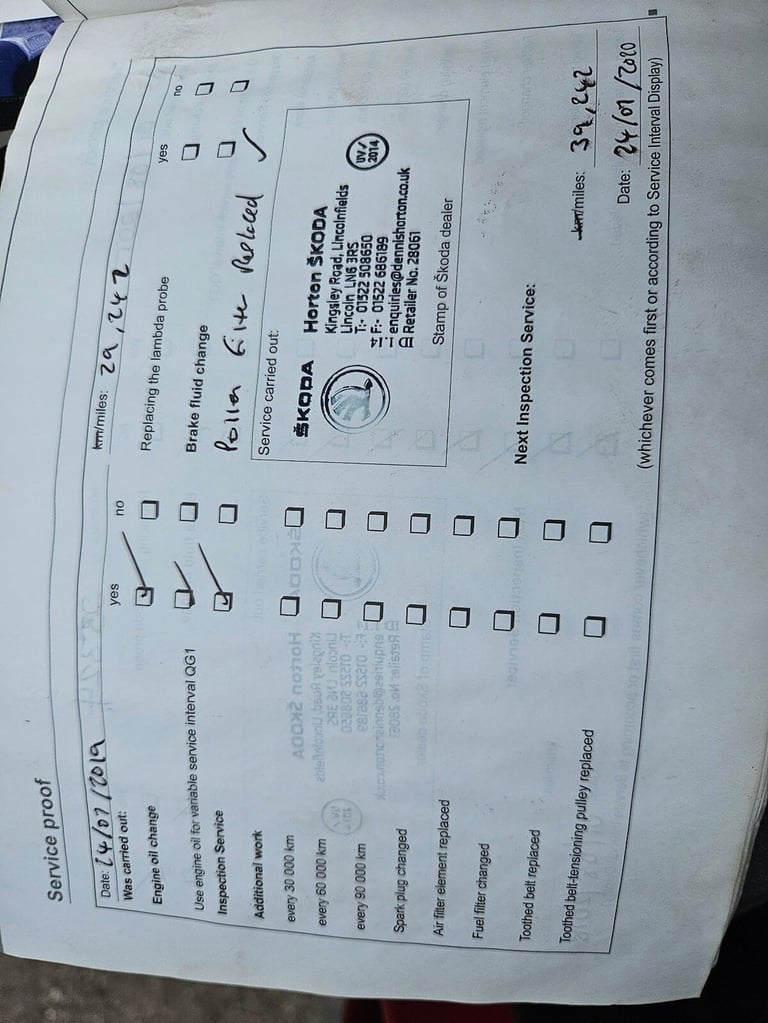 Service proof
Date: 24/07/2019
km/miles: 29,242
Was carried out:
yes no
yes no
Engine oil change
Replacing the lambda probe
Use engine oil for variable service interval QG1
Brake fluid change
Inspection Service
Pollen Filter Replaced ✓
Additional work
every 30 000 km
every 60 000 km
every 90 000 km
Spark plug changed
Air filter element replaced
Fuel filter changed
Toothed belt replaced
Toothed belt-tensioning pulley replaced
Service carried out:
ŠKODA
Horton ŠKODA
Kingsley Road, Lincolnfields
Lincoln LN6 3RS
T:- 01522 508650
F:- 01522 686199
enquiries@dennishorton.co.uk
Retailer No. 28061
2014
Stamp of Škoda dealer
Next Inspection Service:
km/miles: 39,242
Date: 24/07/2020
(whichever comes first or according to Service Interval Display)